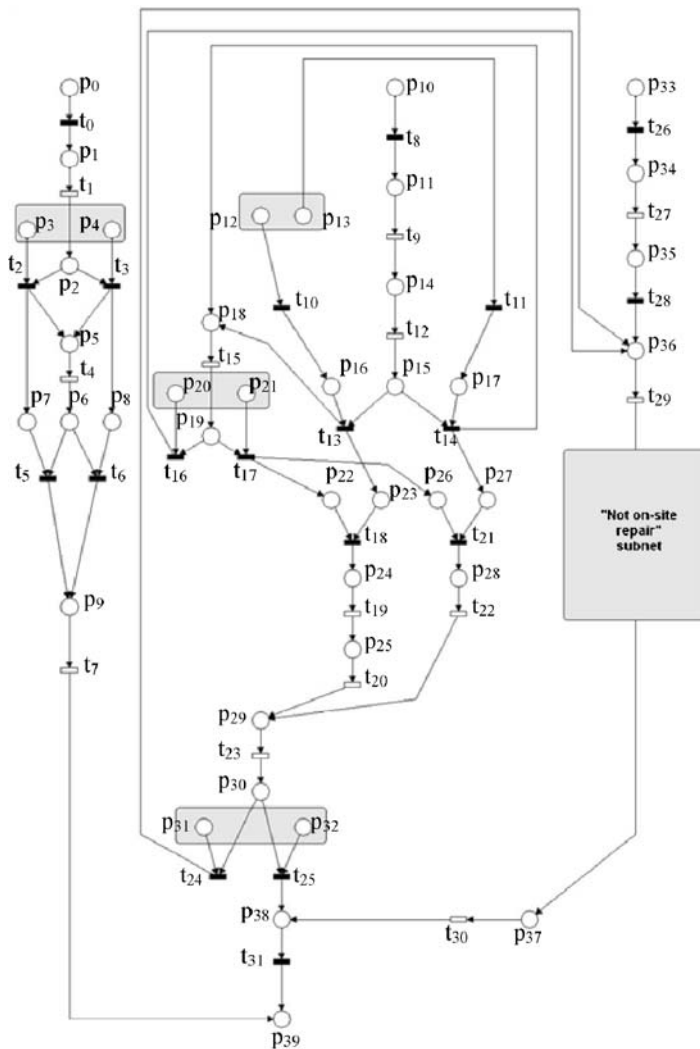 p0 p10 p33
t0 t8 t26
p1 p11 p34
t1 t9 t27
p3 p4 p12 p13 p35
t2 p2 t3 p14 t28
t10 t11
p5 p18 t12 p36
t4 t15 p16 p15 p17 t29
p7 p6 p8 p20 p21
p19 t13 t14
t5 t6 t16 t17 p22 p23 p26 p27
"Not on-site
repair"
subnet
t18 t21
p9 p24 p28
t19 t22
t7 p25
t20
p29
t23
p30
p31 p32
t24 t25
p38 t30 p37
t31
p39